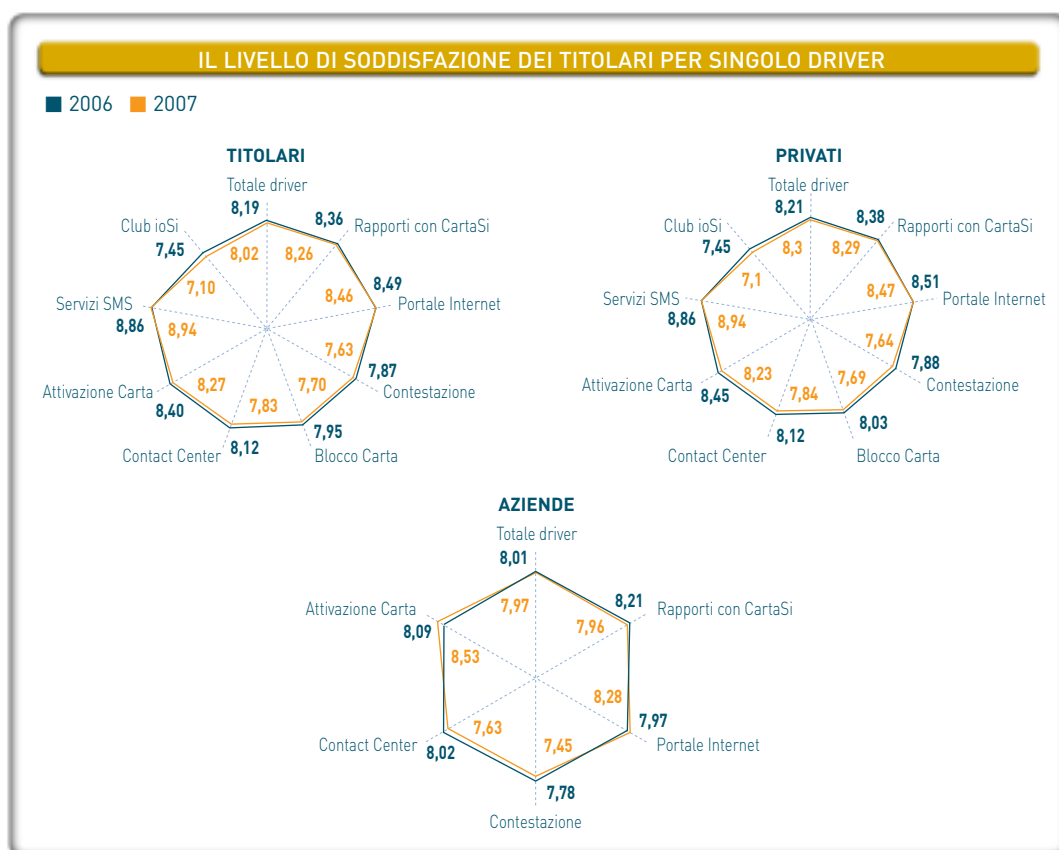 IL LIVELLO DI SODDISFAZIONE DEI TITOLARI PER SINGOLO DRIVER
2006 2007
TITOLARI
Totale driver
8,19
8,36
Rapporti con CartaSi
Club ioSi
7,45
8,02
8,26
7,10
8,46
8,49
Portale Internet
Servizi SMS
8,86
8,94
7,63
7,87
Contestazione
Attivazione Carta
8,40
8,27
7,83
7,70
7,95
Blocco Carta
Contact Center
8,12
PRIVATI
Totale driver
8,21
8,38
Rapporti con CartaSi
Club ioSi
7,45
8,3
8,29
7,1
8,47
8,51
Portale Internet
Servizi SMS
8,86
8,94
7,64
7,88
Contestazione
Attivazione Carta
8,45
8,23
7,84
7,69
8,03
Blocco Carta
Contact Center
8,12
AZIENDE
Totale driver
8,01
8,21
Rapporti con CartaSi
Attivazione Carta
8,09
7,97
7,96
8,53
8,28
7,97
Portale Internet
Contact Center
8,02
7,63
7,45
7,78
Contestazione